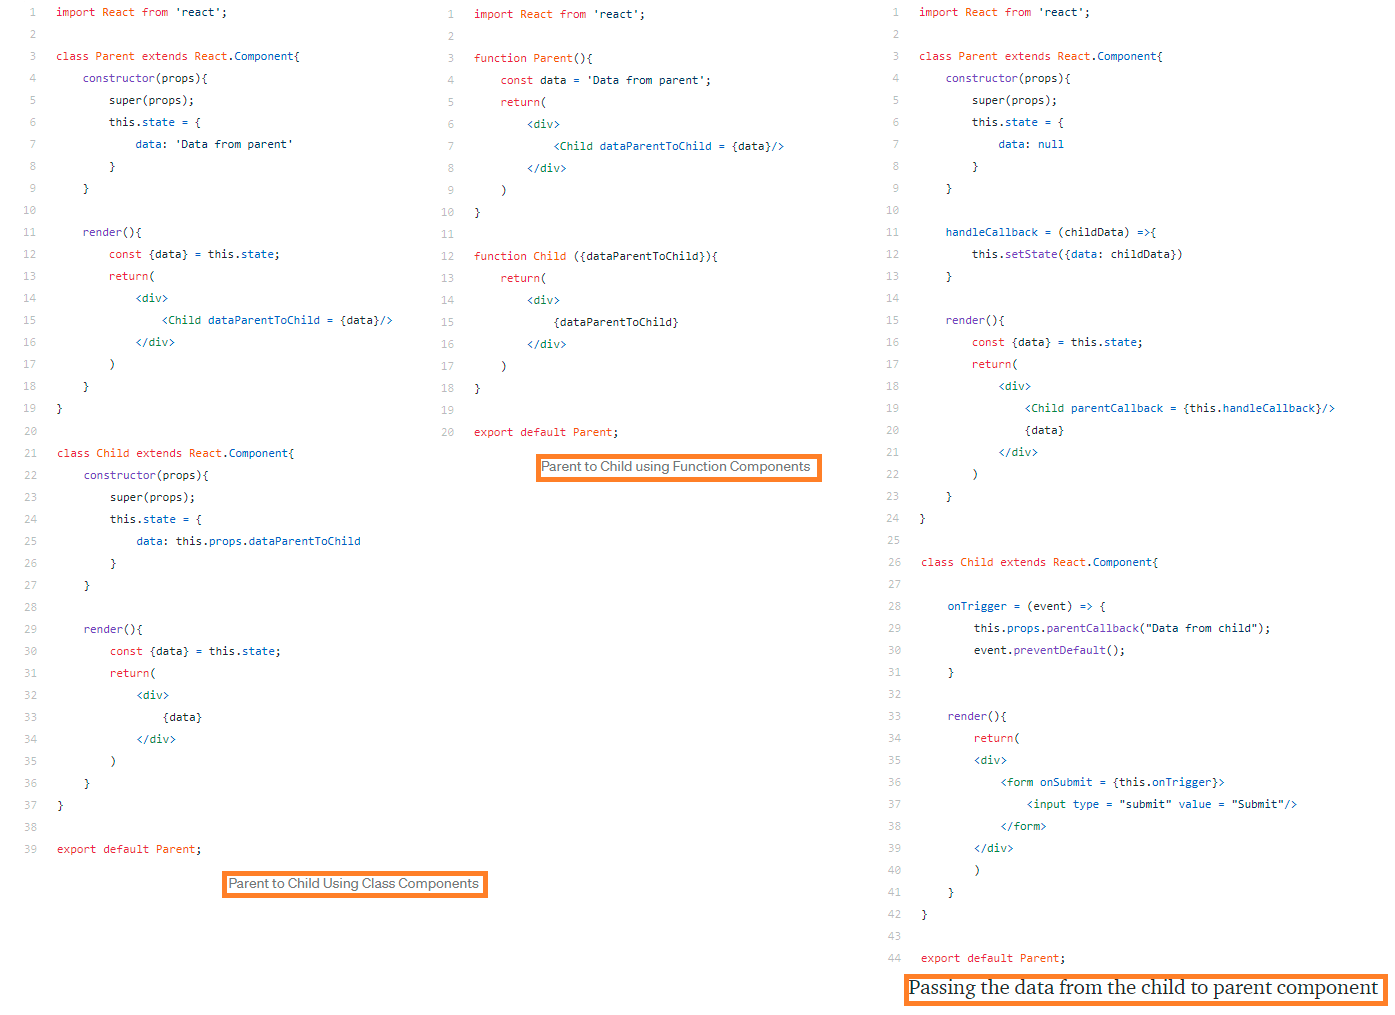 1 import React from 'react';
2
3 class Parent extends React.Component{
4 constructor(props){
5 super(props);
6 this.state = {
7 data: 'Data from parent'
8 }
9 }
10
11 render(){
12 const {data} = this.state;
13 return(
14 <div>
15 <Child dataParentToChild = {data}/>
16 </div>
17 )
18 }
19 }
20
21 class Child extends React.Component{
22 constructor(props){
23 super(props);
24 this.state = {
25 data: this.props.dataParentToChild
26 }
27 }
28
29 render(){
30 const {data} = this.state;
31 return(
32 <div>
33 {data}
34 </div>
35 )
36 }
37 }
38
39 export default Parent;
Parent to Child Using Class Components
1 import React from 'react';
2
3 function Parent(){
4 const data = 'Data from parent';
5 return(
6 <div>
7 <Child dataParentToChild = {data}/>
8 </div>
9 )
10 }
11
12 function Child ({dataParentToChild}){
13 return(
14 <div>
15 {dataParentToChild}
16 </div>
17 )
18 }
19
20 export default Parent;
Parent to Child using Function Components
1 import React from 'react';
2
3 class Parent extends React.Component{
4 constructor(props){
5 super(props);
6 this.state = {
7 data: null
8 }
9 }
10
11 handleCallback = (childData) =>{
12 this.setState({data: childData})
13 }
14
15 render(){
16 const {data} = this.state;
17 return(
18 <div>
19 <Child parentCallback = {this.handleCallback}/>
20 {data}
21 </div>
22 )
23 }
24 }
25
26 class Child extends React.Component{
27
28 onTrigger = (event) => {
29 this.props.parentCallback("Data from child");
30 event.preventDefault();
31 }
32
33 render(){
34 return(
35 <div>
36 <form onSubmit = {this.onTrigger}>
37 <input type = "submit" value = "Submit"/>
38 </form>
39 </div>
40 )
41 }
42 }
43
44 export default Parent;
Passing the data from the child to parent component